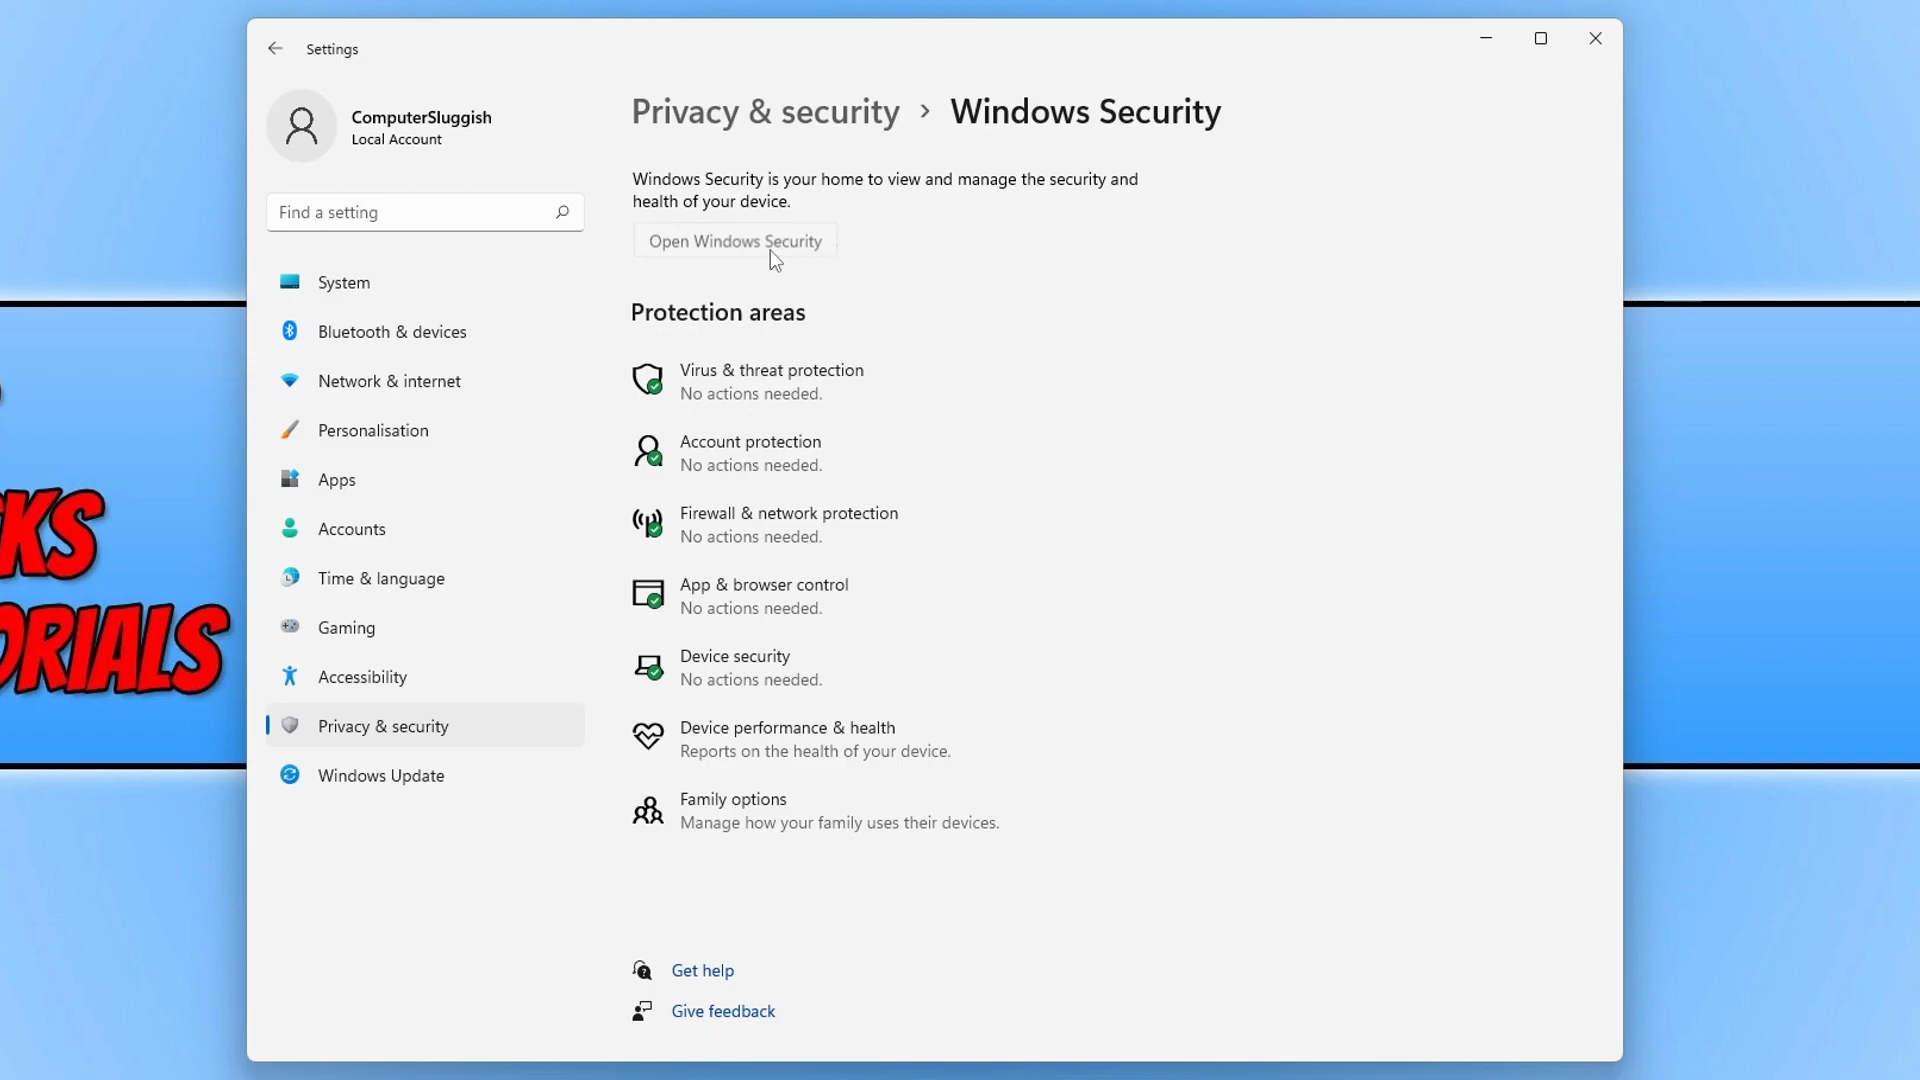 Settings
ComputerSluggish
Local Account
Find a setting
System
Bluetooth & devices
Network & internet
Personalisation
Apps
Accounts
Time & language
Gaming
Accessibility
Privacy & security
Windows Update
Privacy & security › Windows Security
Windows Security is your home to view and manage the security and
health of your device.
Open Windows Security
Protection areas
Virus & threat protection
No actions needed.
Account protection
No actions needed.
Firewall & network protection
No actions needed.
App & browser control
No actions needed.
Device security
No actions needed.
Device performance & health
Reports on the health of your device.
Family options
Manage how your family uses their devices.
Get help
Give feedback